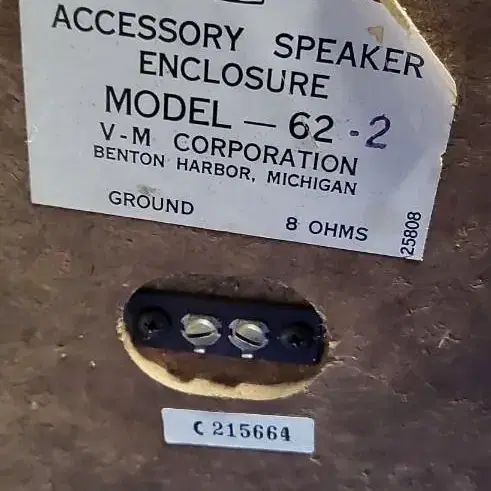 ACCESSORY SPEAKER
ENCLOSURE
MODEL — 62-2
V-M CORPORATION
BENTON HARBOR, MICHIGAN
GROUND 8 OHMS
25808
C 215664